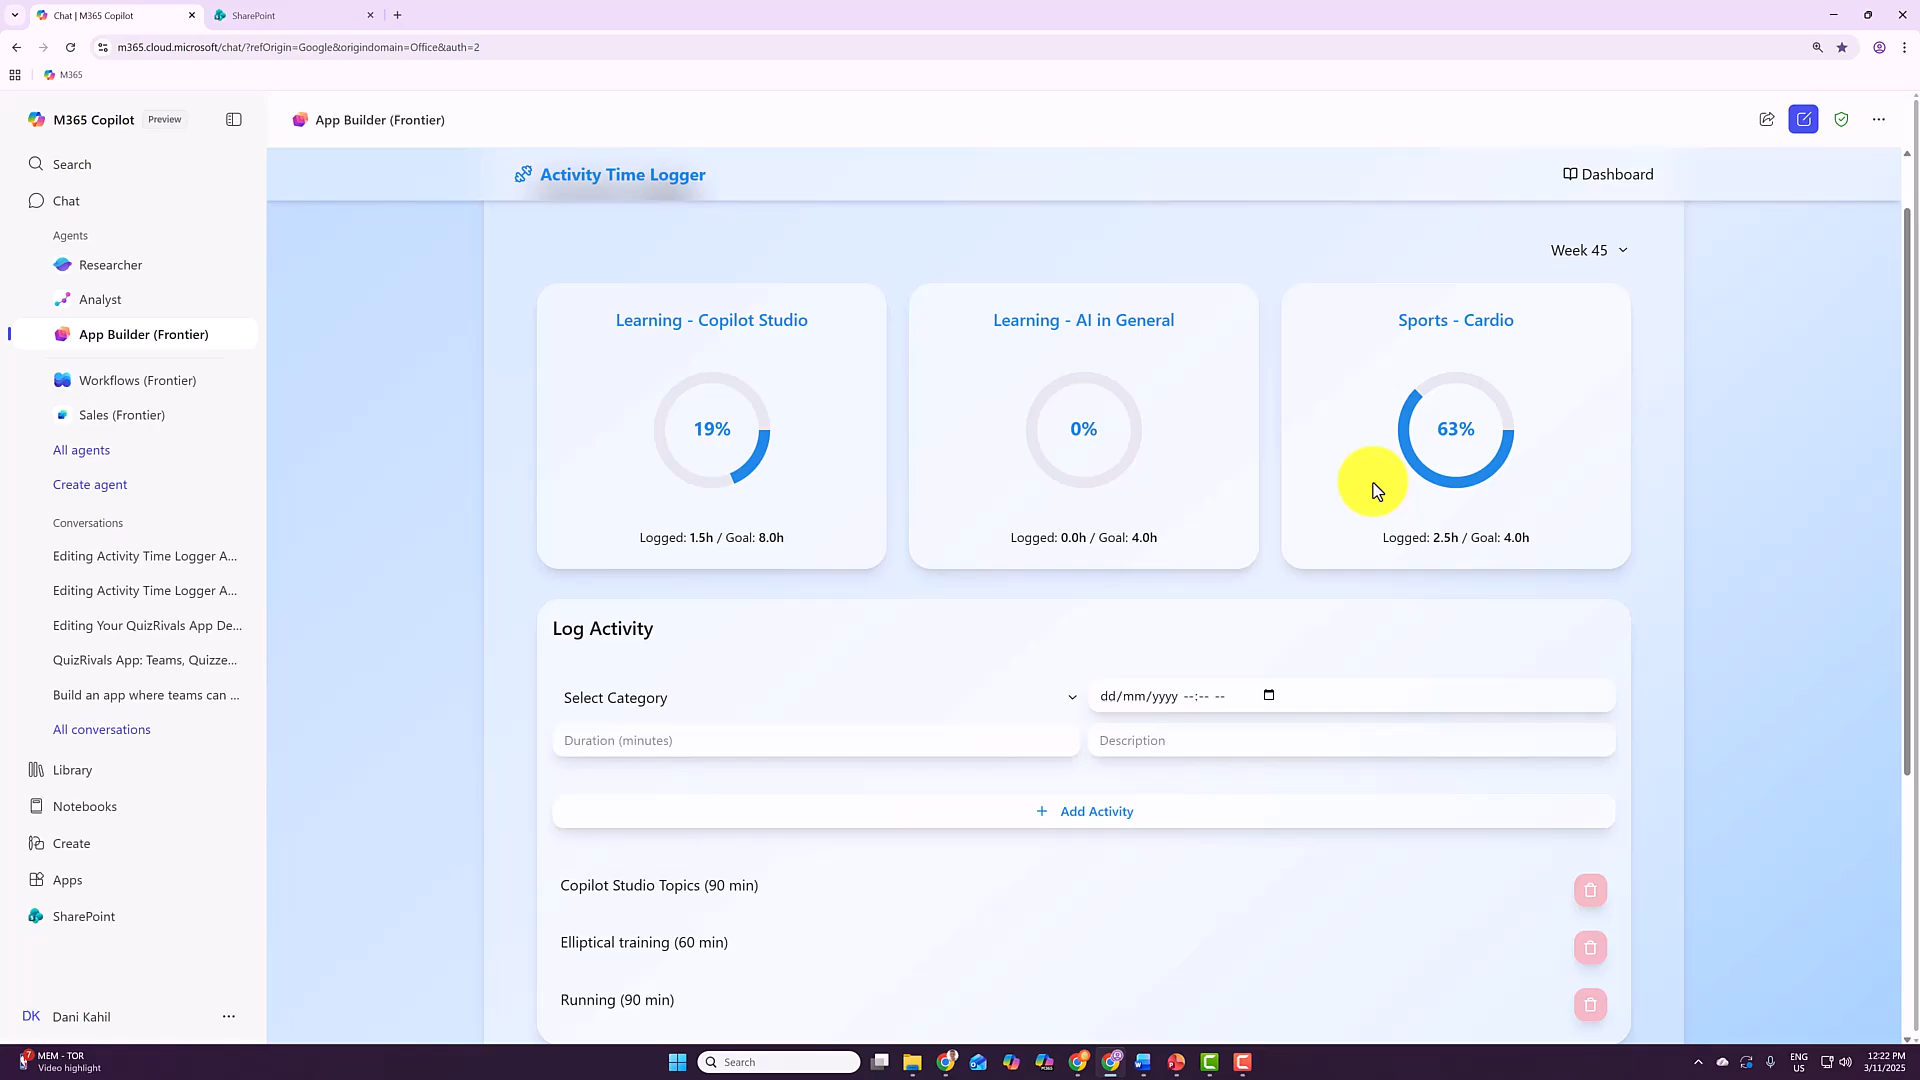 Chat | M365 Copilot
SharePoint
m365.cloud.microsoft/chat/?refOrigin=Google&origindomain=Office&auth=2
M365
M365 Copilot
Preview
App Builder (Frontier)
Search
Chat
Agents
Researcher
Analyst
App Builder (Frontier)
Workflows (Frontier)
Sales (Frontier)
All agents
Create agent
Conversations
Editing Activity Time Logger A...
Editing Activity Time Logger A...
Editing Your QuizRivals App De...
QuizRivals App: Teams, Quizze...
Build an app where teams can ...
All conversations
Library
Notebooks
Create
Apps
SharePoint
DK Dani Kahil
Activity Time Logger
Dashboard
Week 45
Learning - Copilot Studio
19%
Logged: 1.5h / Goal: 8.0h
Learning - AI in General
0%
Logged: 0.0h / Goal: 4.0h
Sports - Cardio
63%
Logged: 2.5h / Goal: 4.0h
Log Activity
Select Category
dd/mm/yyyy --:-- --
Duration (minutes)
Description
+ Add Activity
Copilot Studio Topics (90 min)
Elliptical training (60 min)
Running (90 min)
7
MEM - TOR
Video highlight
Search
ENG
US
12:22 PM
3/11/2025